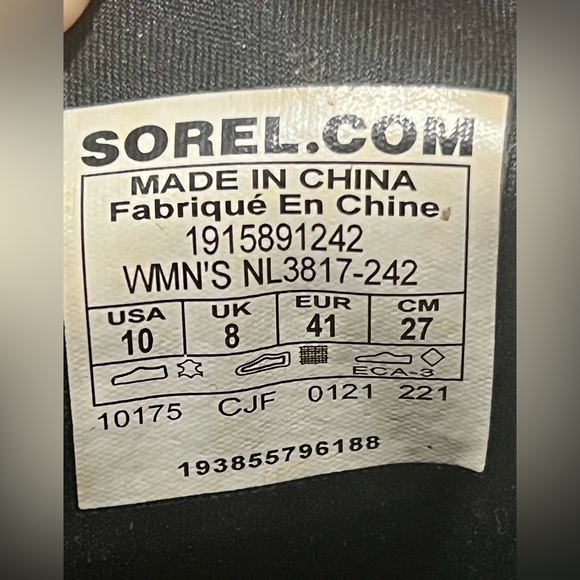 SOREL.COM
MADE IN CHINA
Fabriqué En Chine
1915891242
WMN'S NL3817-242
USA UK EUR CM
10 8 41 27
ECA-3
10175 CJF 0121 221
193855796188